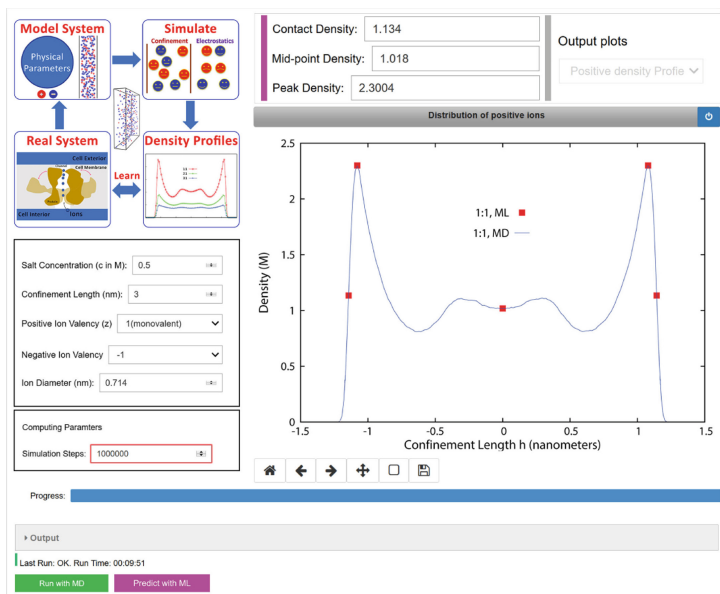 Model System
Physical
Parameters
Simulate
Confinement Electrostatics
Real System
Cell Exterior
Cell Membrane
Cell Interior
Ions
Learn
Density Profiles
Contact Density: 1.134
Mid-point Density: 1.018
Peak Density: 2.3004
Output plots
Positive density Profile
Distribution of positive ions
2.5
2
1.5
1
0.5
0
Density (M)
1:1, ML
1:1, MD
-1.5 -1 -0.5 0 0.5 1 1.5
Confinement Length h (nanometers)
Salt Concentration (c in M): 0.5
Confinement Length (nm): 3
Positive Ion Valency (z) 1(monovalent)
Negative Ion Valency -1
Ion Diameter (nm): 0.714
Computing Paramters
Simulation Steps: 1000000
Progress:
Output
Last Run: OK. Run Time: 00:09:51
Run with MD Predict with ML